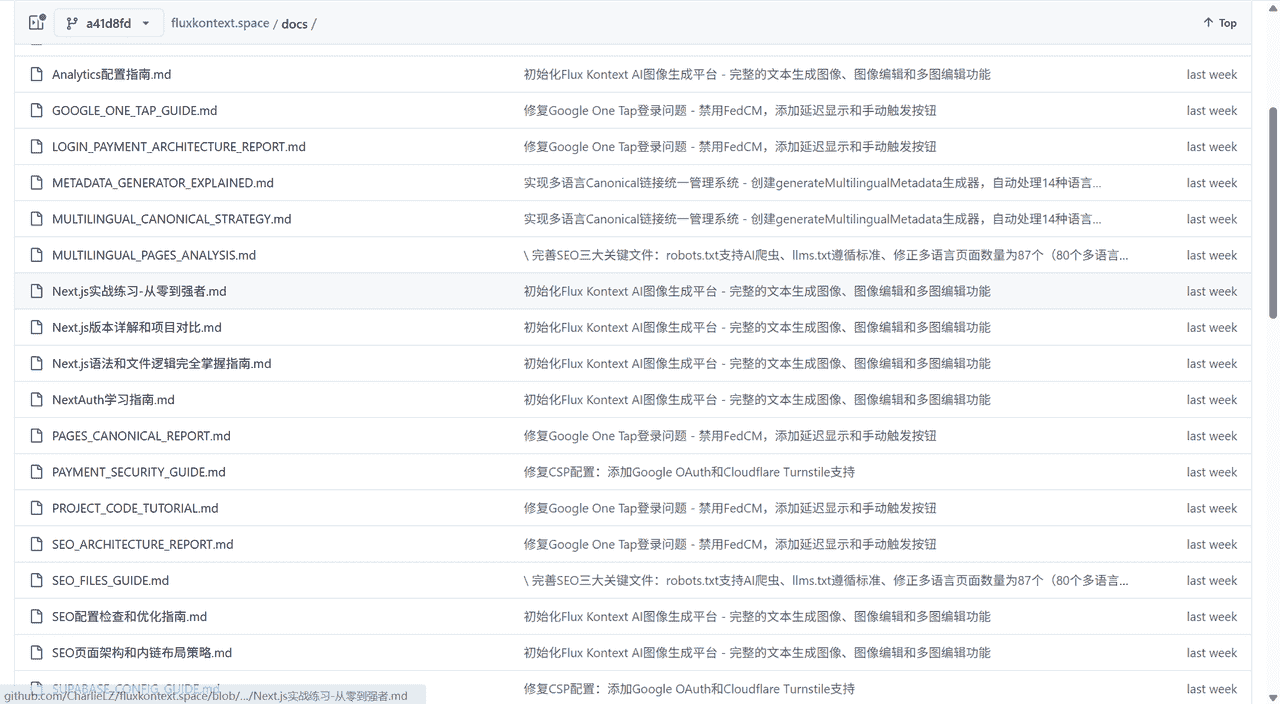 a41d8fd fluxkontext.space / docs / Top
Analytics配置指南.md 初始化Flux Kontext AI图像生成平台 - 完整的文本生成图像、图像编辑和多图编辑功能 last week
GOOGLE_ONE_TAP_GUIDE.md 修复Google One Tap登录问题 - 禁用FedCM，添加延迟显示和手动触发按钮 last week
LOGIN_PAYMENT_ARCHITECTURE_REPORT.md 修复Google One Tap登录问题 - 禁用FedCM，添加延迟显示和手动触发按钮 last week
METADATA_GENERATOR_EXPLAINED.md 实现多语言Canonical链接统一管理系统 - 创建generateMultilingualMetadata生成器，自动处理14种语言... last week
MULTILINGUAL_CANONICAL_STRATEGY.md 实现多语言Canonical链接统一管理系统 - 创建generateMultilingualMetadata生成器，自动处理14种语言... last week
MULTILINGUAL_PAGES_ANALYSIS.md \ 完善SEO三大关键文件：robots.txt支持AI爬虫、llms.txt遵循标准、修正多语言页面数量为87个（80个多语言... last week
Next.js实战练习-从零到强者.md 初始化Flux Kontext AI图像生成平台 - 完整的文本生成图像、图像编辑和多图编辑功能 last week
Next.js版本详解和项目对比.md 初始化Flux Kontext AI图像生成平台 - 完整的文本生成图像、图像编辑和多图编辑功能 last week
Next.js语法和文件逻辑完全掌握指南.md 初始化Flux Kontext AI图像生成平台 - 完整的文本生成图像、图像编辑和多图编辑功能 last week
NextAuth学习指南.md 初始化Flux Kontext AI图像生成平台 - 完整的文本生成图像、图像编辑和多图编辑功能 last week
PAGES_CANONICAL_REPORT.md 修复Google One Tap登录问题 - 禁用FedCM，添加延迟显示和手动触发按钮 last week
PAYMENT_SECURITY_GUIDE.md 修复CSP配置：添加Google OAuth和Cloudflare Turnstile支持 last week
PROJECT_CODE_TUTORIAL.md 修复Google One Tap登录问题 - 禁用FedCM，添加延迟显示和手动触发按钮 last week
SEO_ARCHITECTURE_REPORT.md 修复Google One Tap登录问题 - 禁用FedCM，添加延迟显示和手动触发按钮 last week
SEO_FILES_GUIDE.md \ 完善SEO三大关键文件：robots.txt支持AI爬虫、llms.txt遵循标准、修正多语言页面数量为87个（80个多语言... last week
SEO配置检查和优化指南.md 初始化Flux Kontext AI图像生成平台 - 完整的文本生成图像、图像编辑和多图编辑功能 last week
SEO页面架构和内链布局策略.md 初始化Flux Kontext AI图像生成平台 - 完整的文本生成图像、图像编辑和多图编辑功能 last week
SUPABASE_CONFIG_GUIDE.md 修复CSP配置：添加Google OAuth和Cloudflare Turnstile支持 last week
github.com/CharlieLZ/fluxkontext.space/blob/.../Next.js实战练习-从零到强者.md